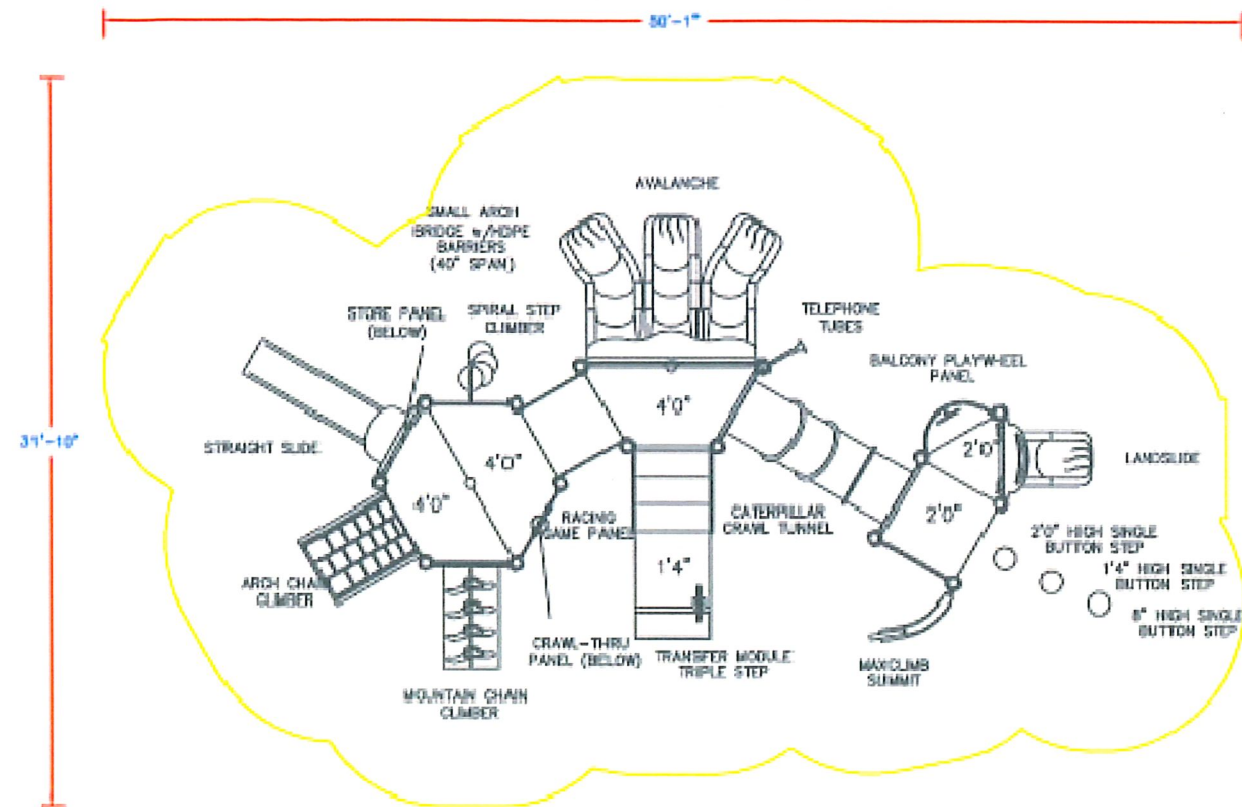 50'-1"
AVALANCHE
SMALL ARCH
BRIDGE w/HDPE
BARRIERS
(40" SPAN)
TELEPHONE
TUBES
STORE PANEL
(BELOW)
SPIRAL STEP
CLIMBER
BALCONY PLAYWHEEL
PANEL
4'0"
31'-10"
STRAIGHT SLIDE
4'0"
2'0"
LANDSLIDE
4'0"
RACING
GAME PANEL
CATERPILLAR
CRAWL TUNNEL
2'0"
2'0" HIGH SINGLE
BUTTON STEP
1'4"
1'4" HIGH SINGLE
BUTTON STEP
ARCH CHAIN
CLIMBER
8" HIGH SINGLE
BUTTON STEP
CRAWL-THRU
PANEL (BELOW)
TRANSFER MODULE
TRIPLE STEP
MAXCLIMB
SUMMIT
MOUNTAIN CHAIN
CLIMBER